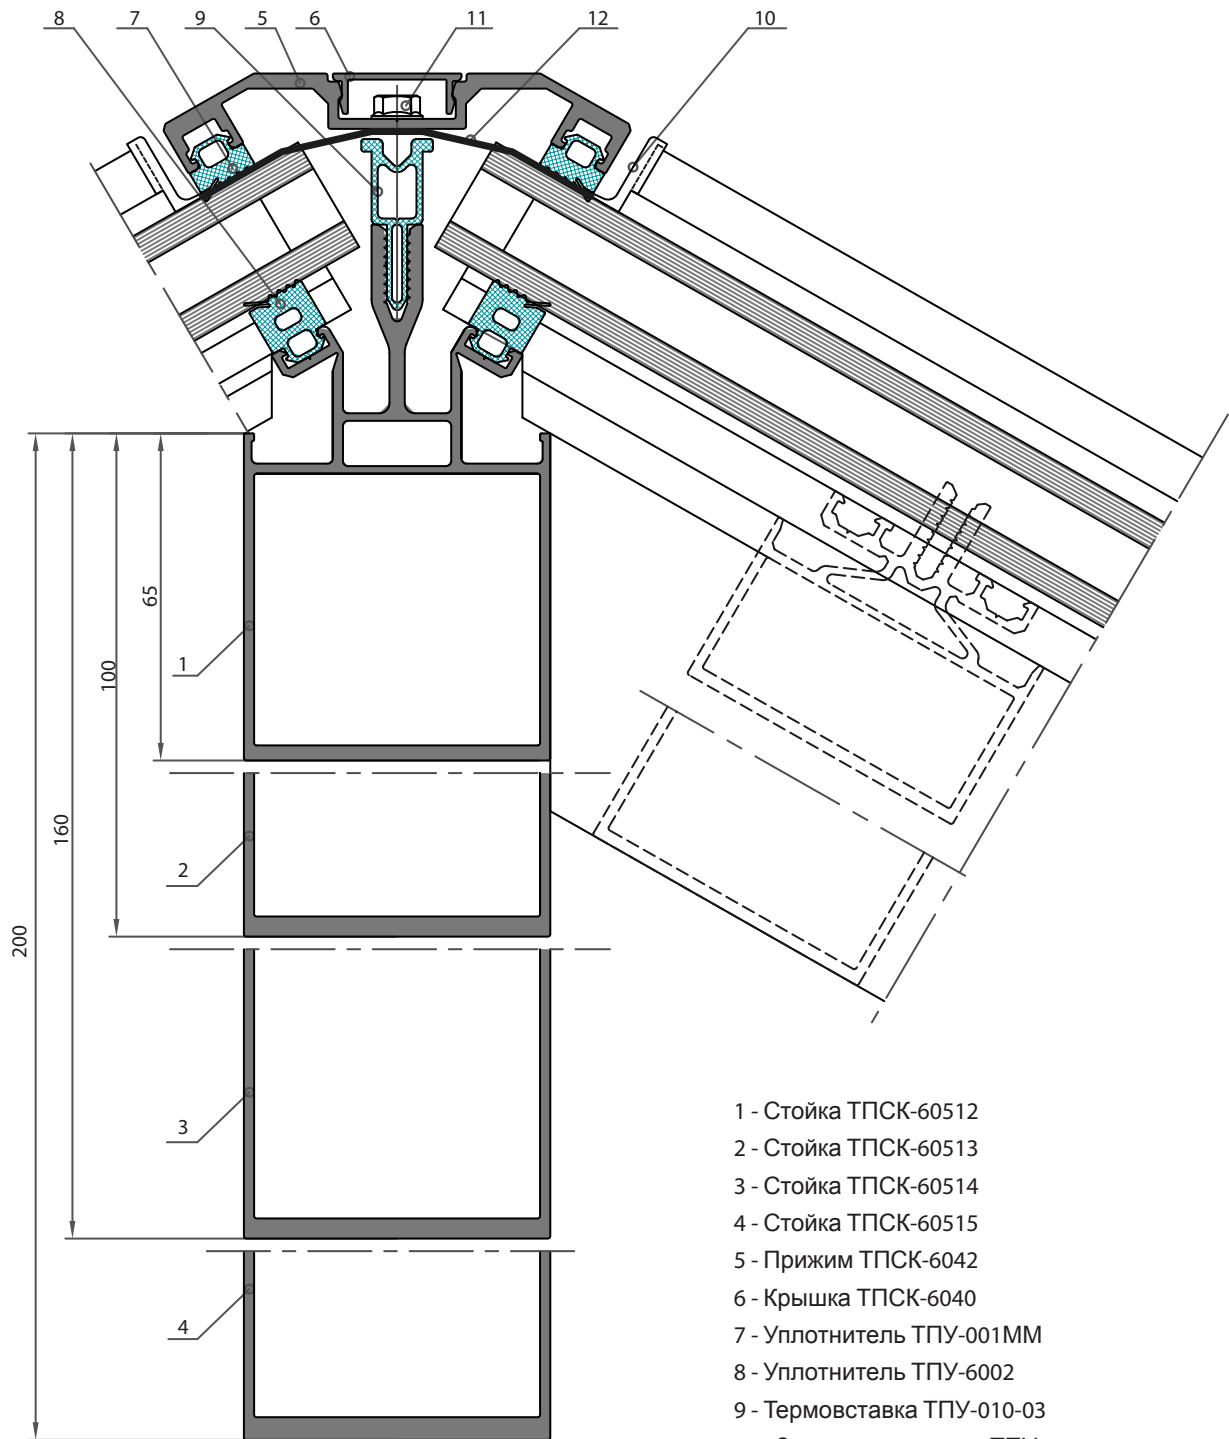 8 7 9 5 6 11 12 10
65
1
100
160
2
200
3
4
1 - Стойка ТПСК-60512
2 - Стойка ТПСК-60513
3 - Стойка ТПСК-60514
4 - Стойка ТПСК-60515
5 - Прижим ТПСК-6042
6 - Крышка ТПСК-6040
7 - Уплотнитель ТПУ-001ММ
8 - Уплотнитель ТПУ-6002
9 - Термовставка ТПУ-010-03